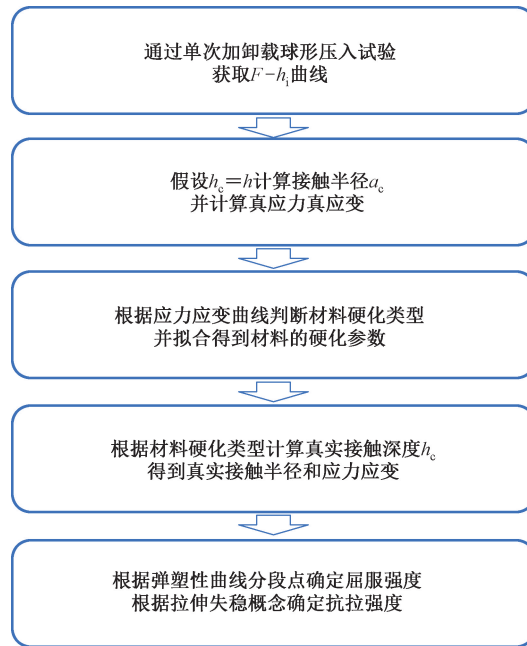 通过单次加卸载球形压入试验
获取F-hi曲线
假设hc=h计算接触半径ac
并计算真应力真应变
根据应力应变曲线判断材料硬化类型
并拟合得到材料的硬化参数
根据材料硬化类型计算真实接触深度hc
得到真实接触半径和应力应变
根据弹塑性曲线分段点确定屈服强度
根据拉伸失稳概念确定抗拉强度